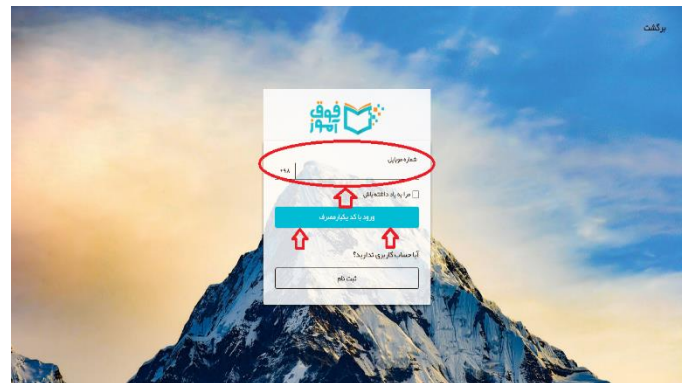 برگشت
فوق
آموز
شماره موبایل
+۹۸
مرا به یاد داشته باش
ورود با کد یکبار مصرف
آیا حساب کاربری ندارید؟
ثبت نام